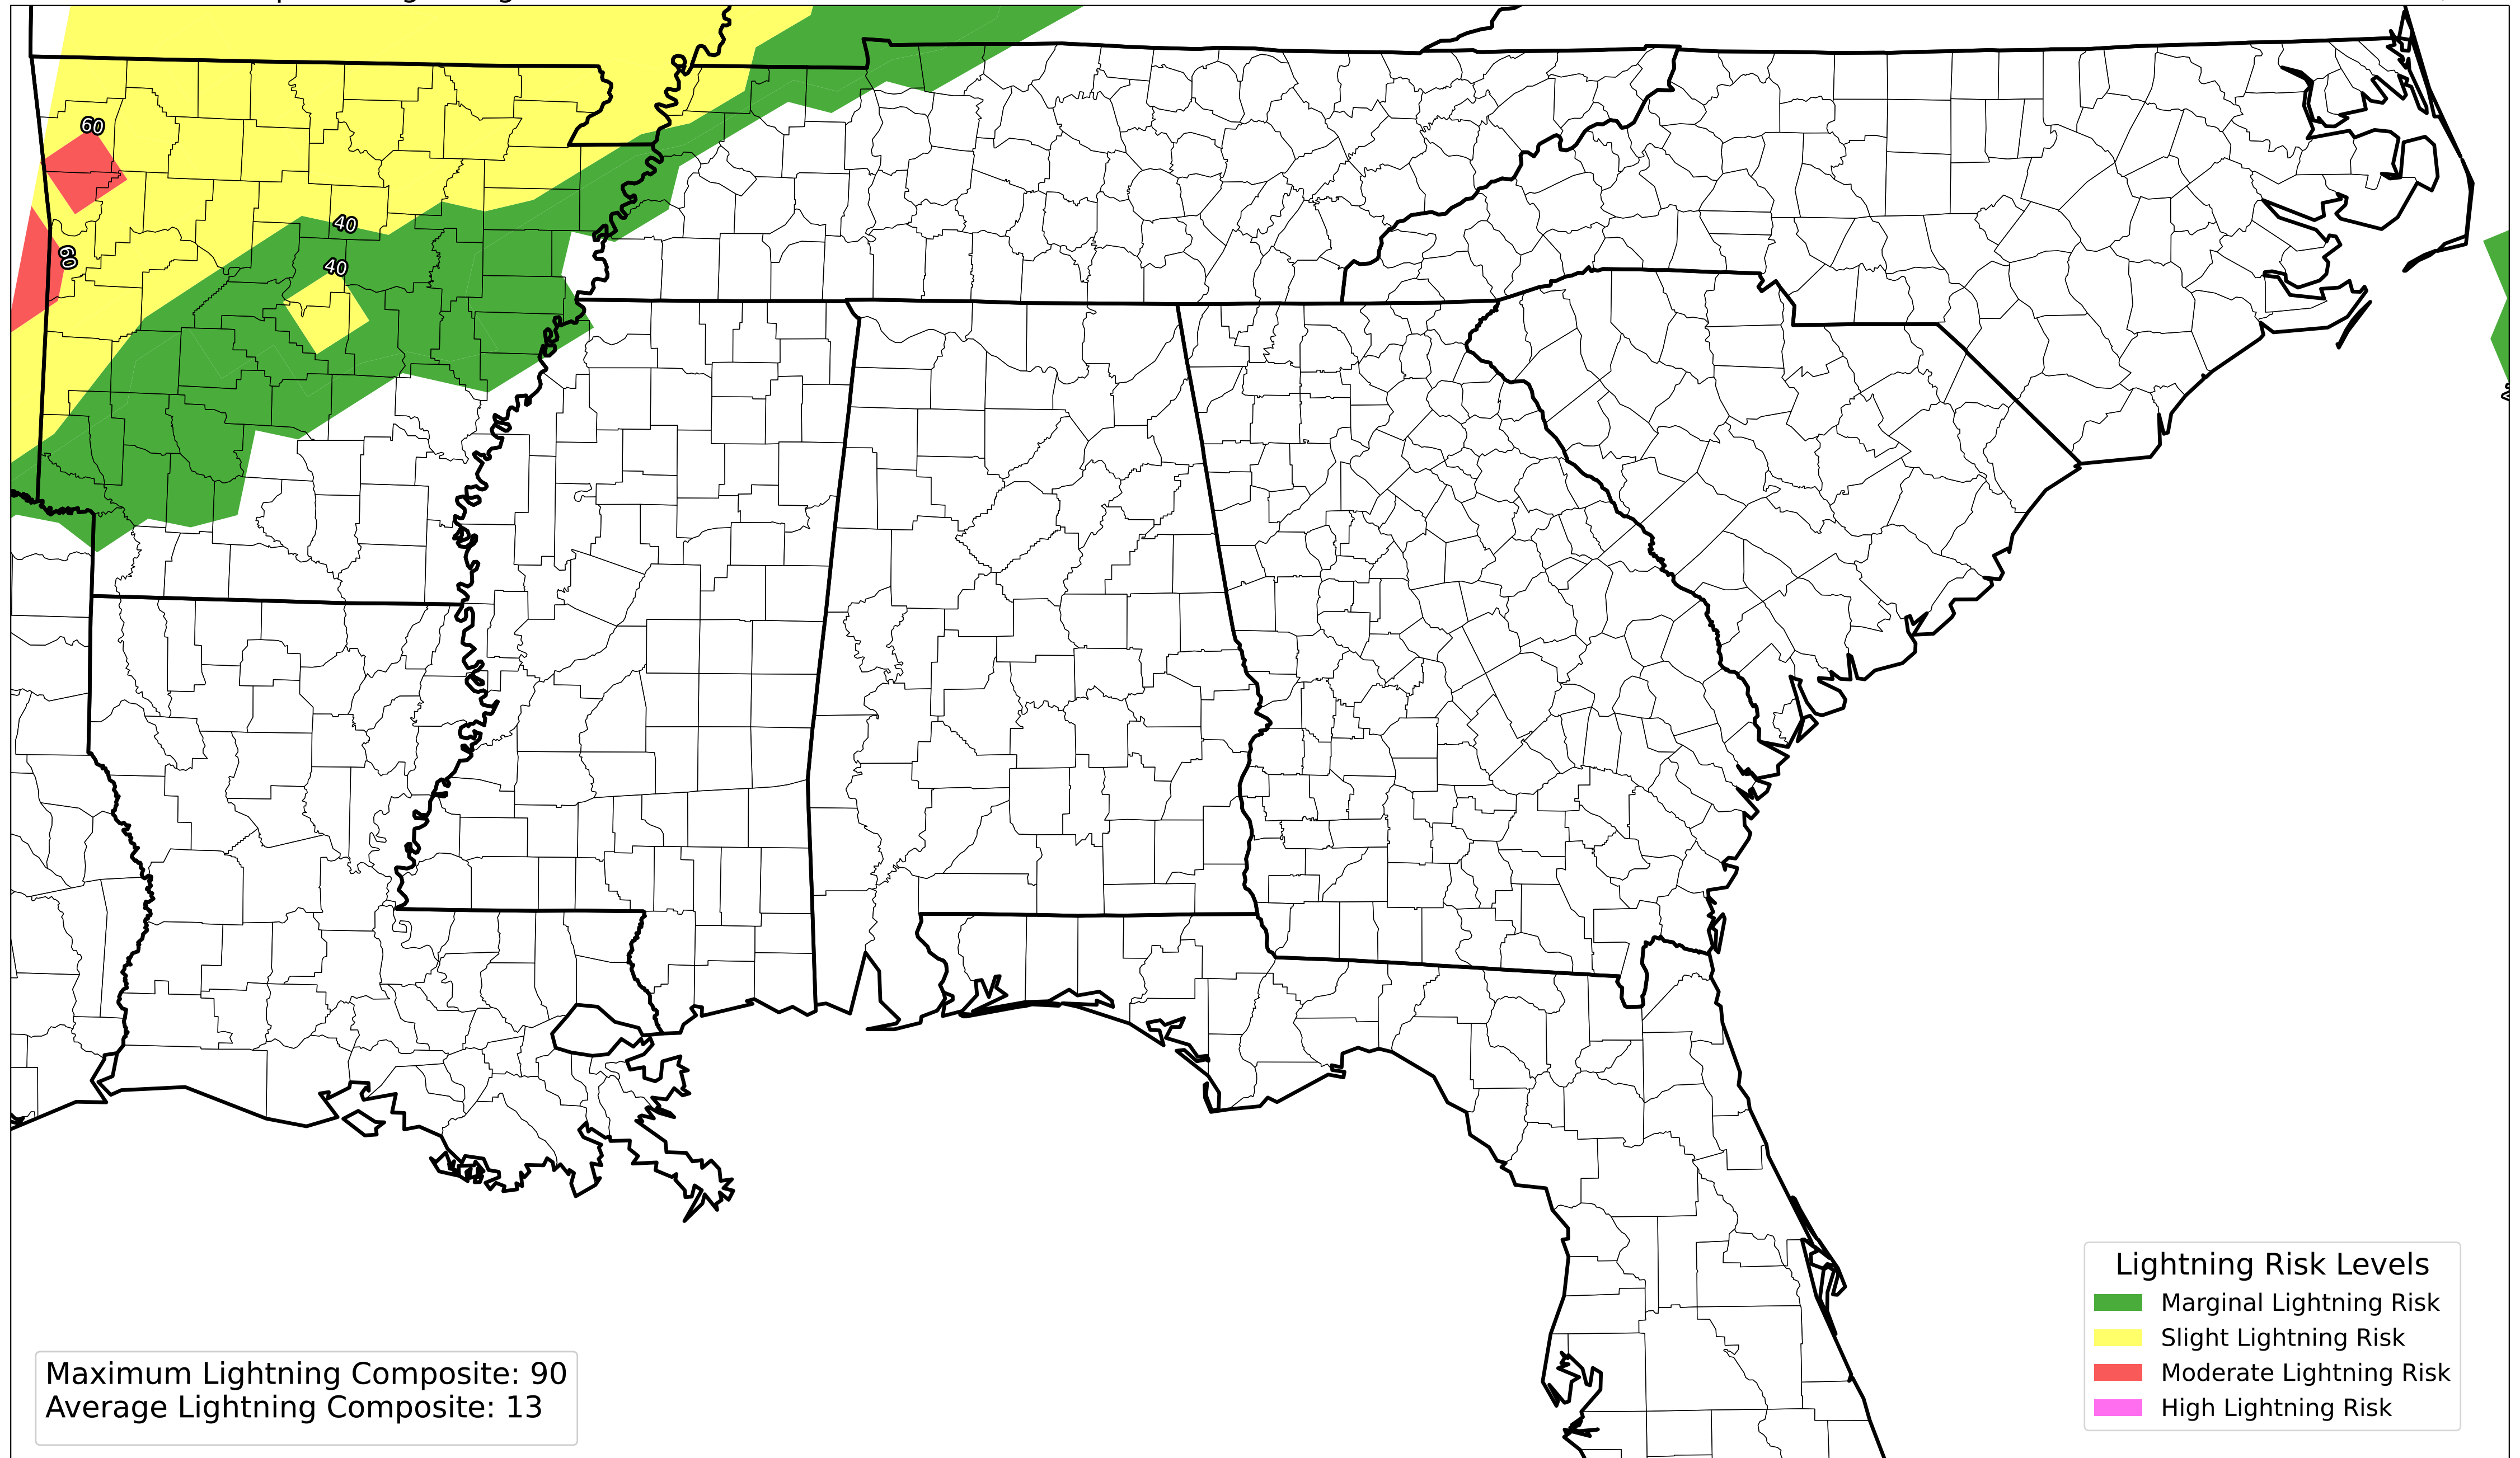 60
40
60
40
Lightning Risk Levels
Marginal Lightning Risk
Slight Lightning Risk
Moderate Lightning Risk
High Lightning Risk
Maximum Lightning Composite: 90
Average Lightning Composite: 13